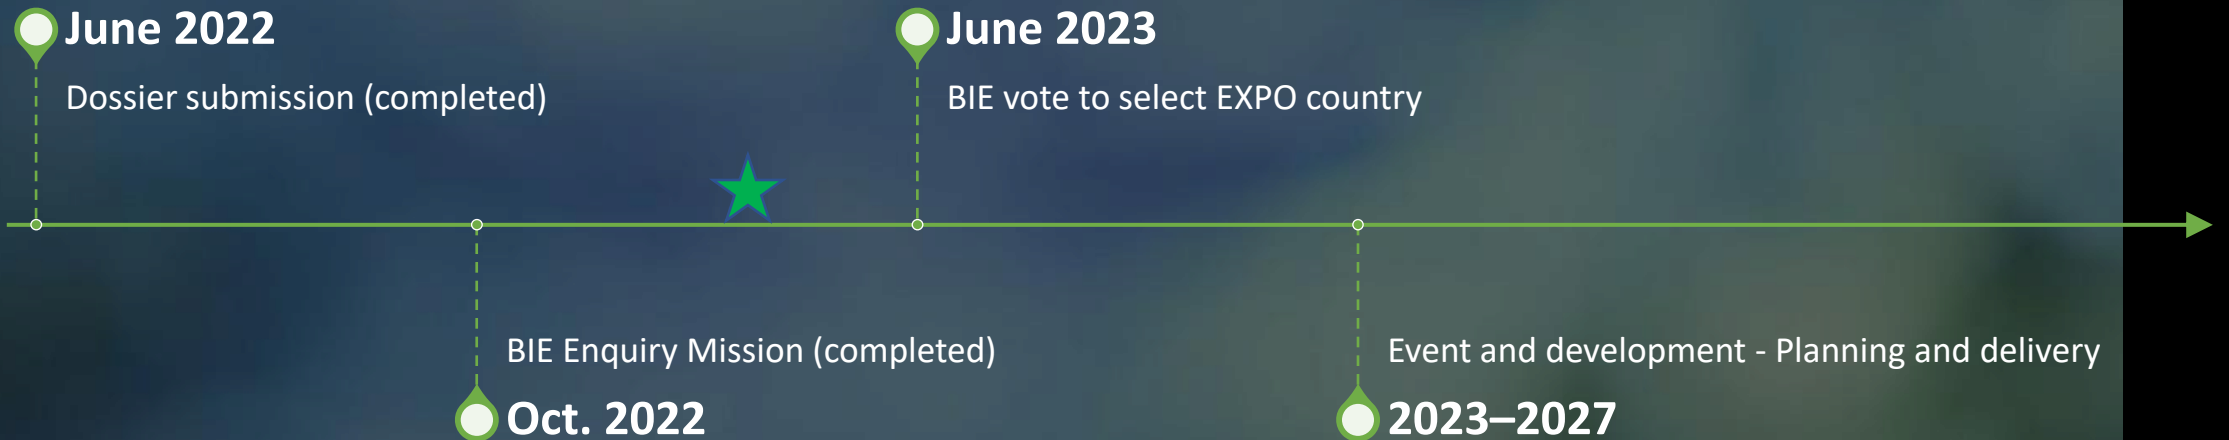 June 2022
Dossier submission (completed)
June 2023
BIE vote to select EXPO country
BIE Enquiry Mission (completed)
Oct. 2022
Event and development - Planning and delivery
2023–2027